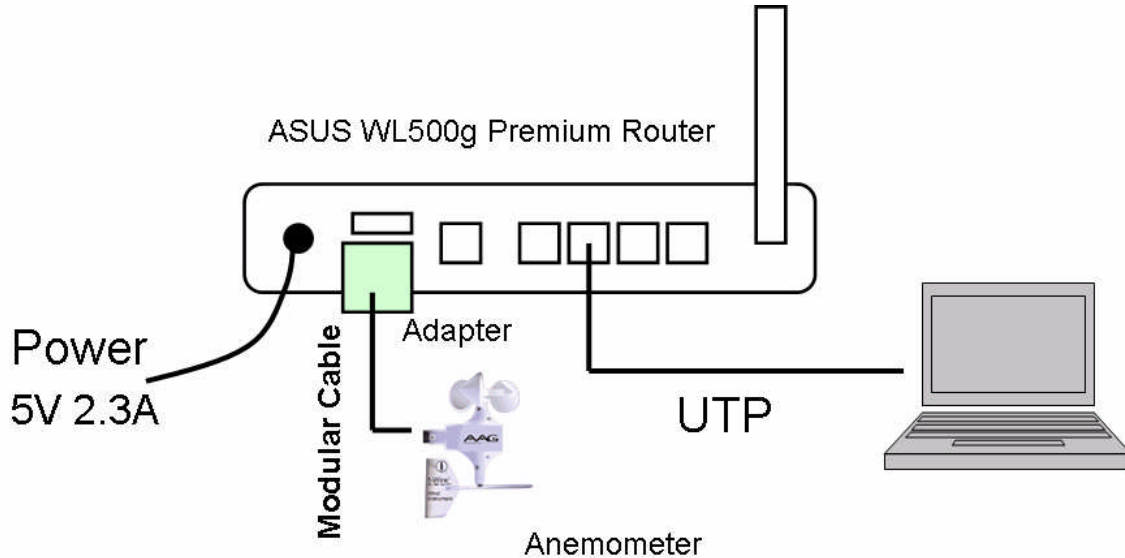 ASUS WL500g Premium Router
Power
5V 2.3A
Modular Cable
Adapter
AAG
UTP
Anemometer